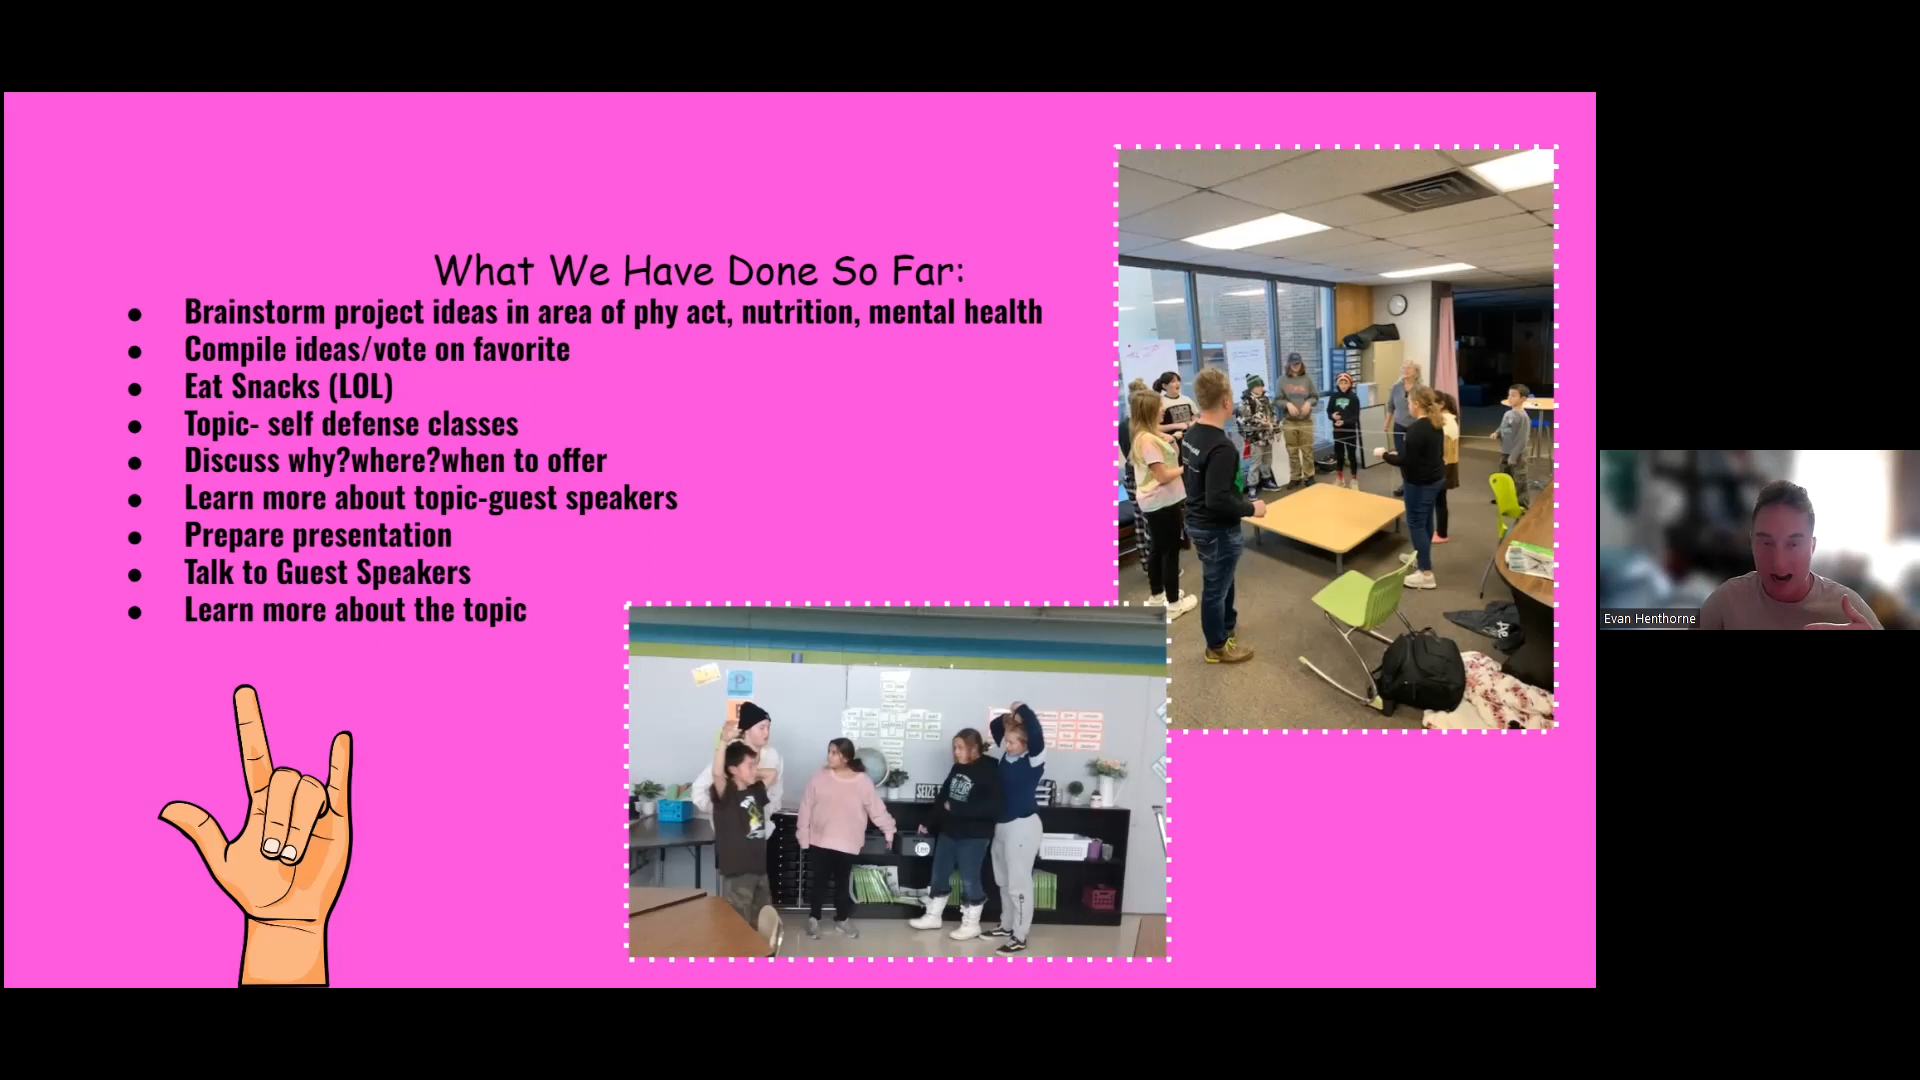 What We Have Done So Far:
● Brainstorm project ideas in area of phy act, nutrition, mental health
● Compile ideas/vote on favorite
● Eat Snacks (LOL)
● Topic- self defense classes
● Discuss why?where?when to offer
● Learn more about topic-guest speakers
● Prepare presentation
● Talk to Guest Speakers
● Learn more about the topic
P
SEIZE
Evan Henthorne